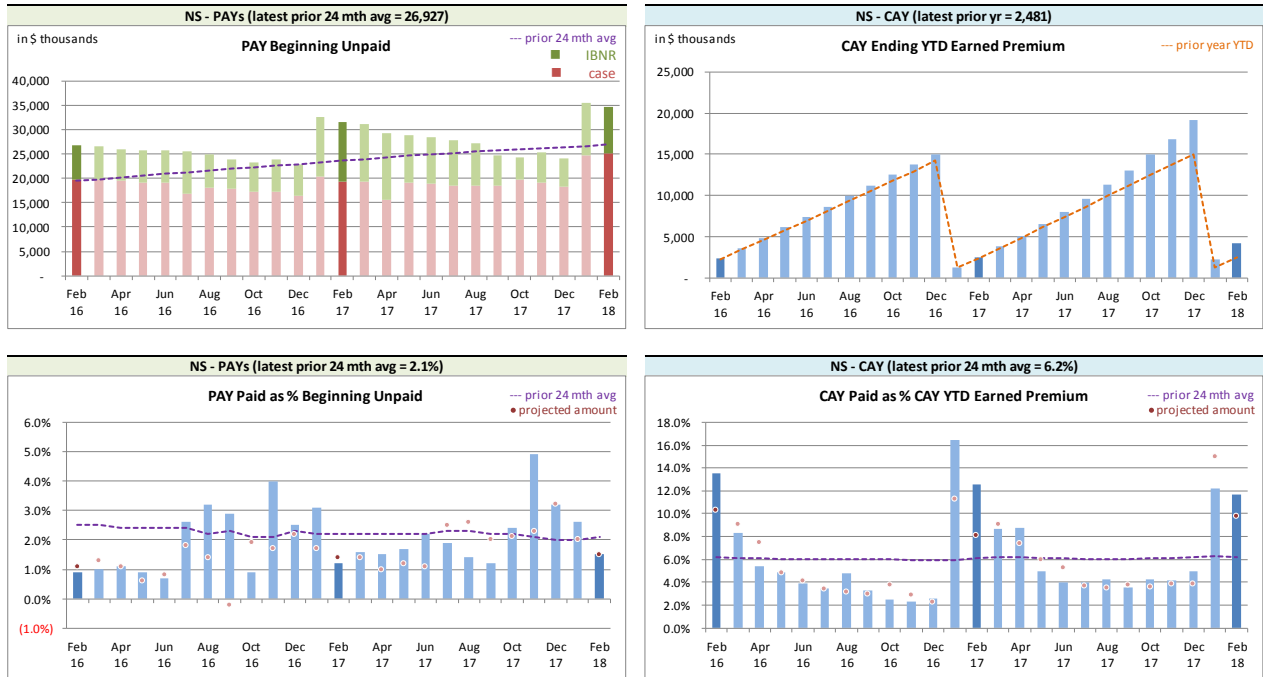 NS - PAYs (latest prior 24 mth avg = 26,927)
in $ thousands
PAY Beginning Unpaid
--- prior 24 mth avg
IBNR
case
40,000
35,000
30,000
25,000
20,000
15,000
10,000
5,000
-
Feb Apr Jun Aug Oct Dec Feb Apr Jun Aug Oct Dec Feb
16 16 16 16 16 16 17 17 17 17 17 17 18
NS - CAY (latest prior yr = 2,481)
in $ thousands
CAY Ending YTD Earned Premium
--- prior year YTD
25,000
20,000
15,000
10,000
5,000
-
Feb Apr Jun Aug Oct Dec Feb Apr Jun Aug Oct Dec Feb
16 16 16 16 16 16 17 17 17 17 17 17 18
NS - PAYs (latest prior 24 mth avg = 2.1%)
PAY Paid as % Beginning Unpaid
--- prior 24 mth avg
projected amount
6.0%
5.0%
4.0%
3.0%
2.0%
1.0%
0.0%
(1.0%)
Feb Apr Jun Aug Oct Dec Feb Apr Jun Aug Oct Dec Feb
16 16 16 16 16 16 17 17 17 17 17 17 18
NS - CAY (latest prior 24 mth avg = 6.2%)
CAY Paid as % CAY YTD Earned Premium
--- prior 24 mth avg
projected amount
18.0%
16.0%
14.0%
12.0%
10.0%
8.0%
6.0%
4.0%
2.0%
0.0%
Feb Apr Jun Aug Oct Dec Feb Apr Jun Aug Oct Dec Feb
16 16 16 16 16 16 17 17 17 17 17 17 18